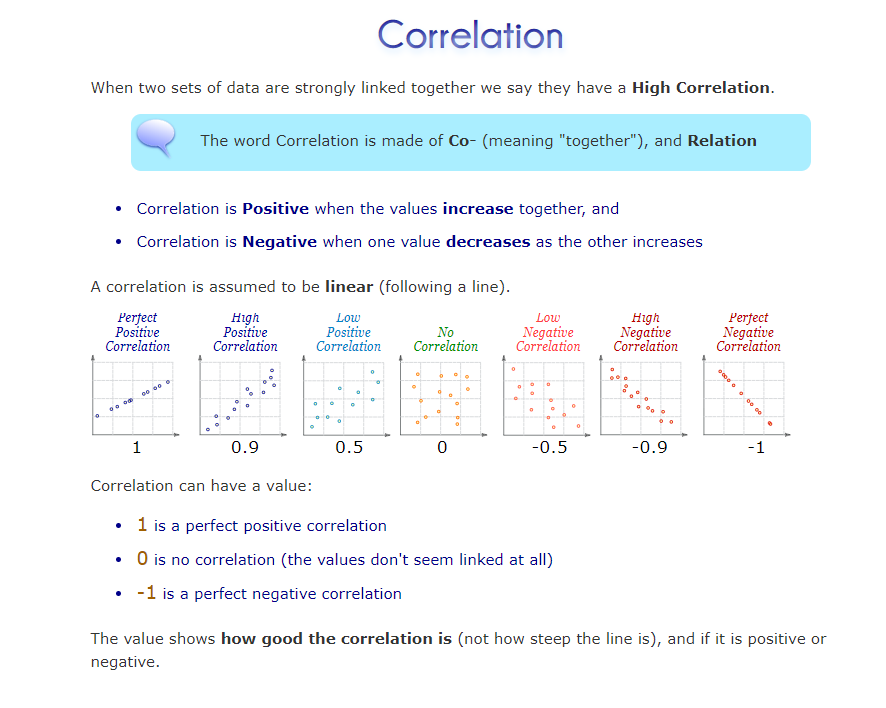 Correlation
When two sets of data are strongly linked together we say they have a High Correlation.
The word Correlation is made of Co- (meaning "together"), and Relation
• Correlation is Positive when the values increase together, and
• Correlation is Negative when one value decreases as the other increases
A correlation is assumed to be linear (following a line).
Perfect Positive Correlation
High Positive Correlation
Low Positive Correlation
No Correlation
Low Negative Correlation
High Negative Correlation
Perfect Negative Correlation
1 0.9 0.5 0 -0.5 -0.9 -1
Correlation can have a value:
• 1 is a perfect positive correlation
• 0 is no correlation (the values don't seem linked at all)
• -1 is a perfect negative correlation
The value shows how good the correlation is (not how steep the line is), and if it is positive or
negative.